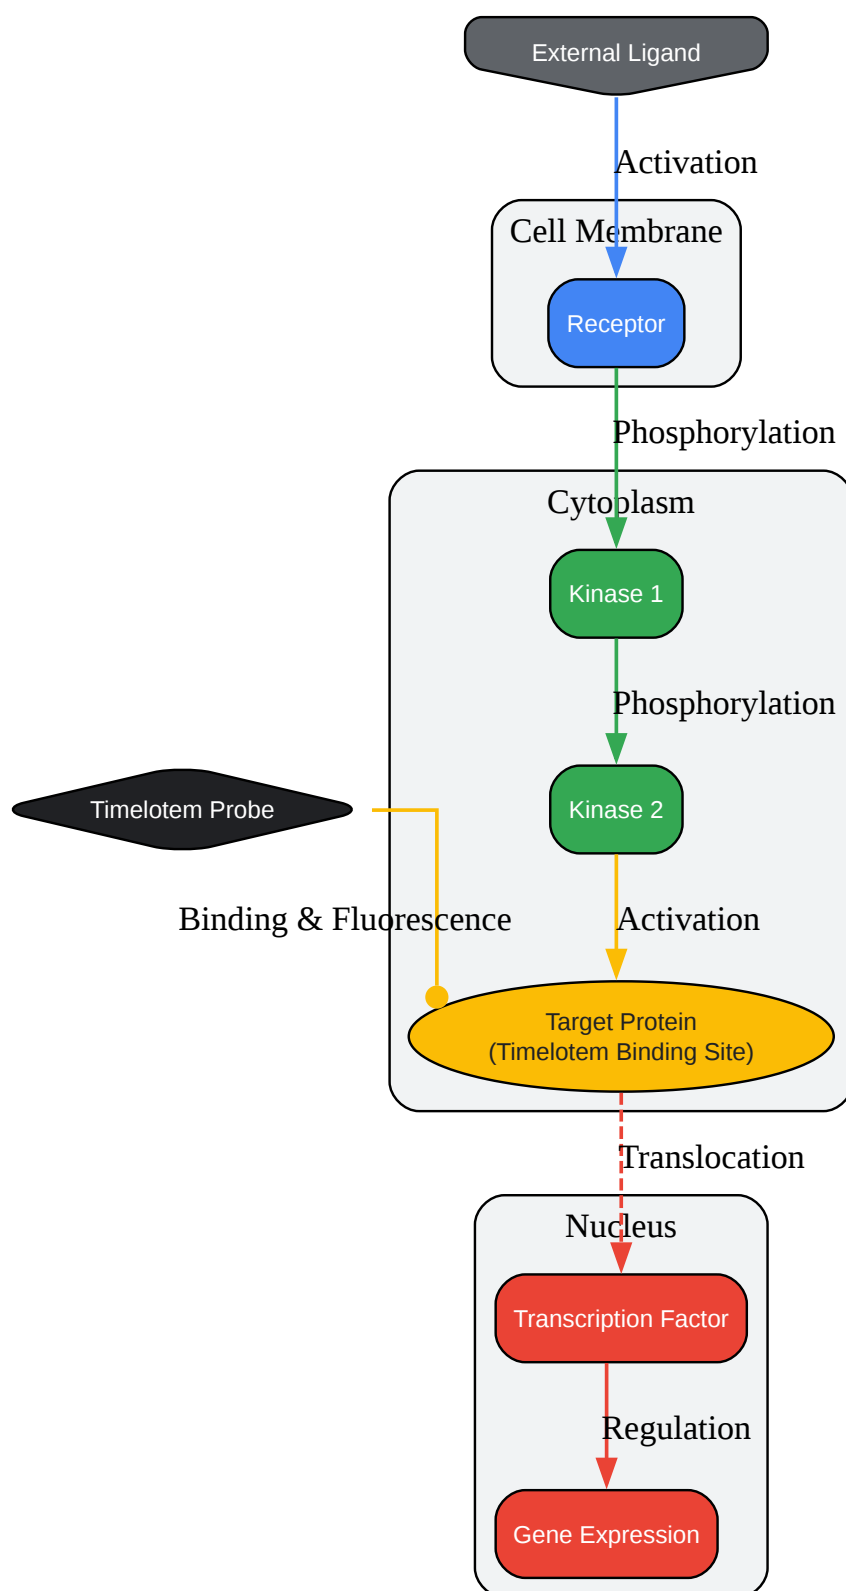 External Ligand
Activation
Cell Membrane
Receptor
Phosphorylation
Cytoplasm
Kinase 1
Phosphorylation
Timelotem Probe
Kinase 2
Binding & Fluorescence
Activation
Target Protein
(Timelotem Binding Site)
Translocation
Nucleus
Transcription Factor
Regulation
Gene Expression